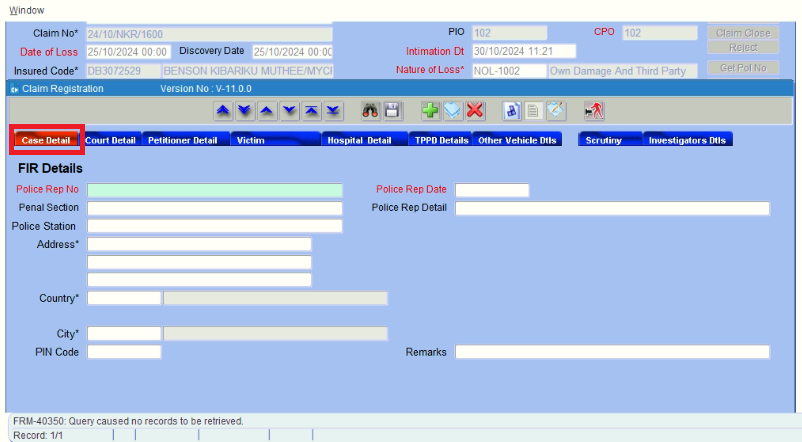 Window
Claim No* 24/10/NKR/1600 PIO 102 CPO 102 Claim Close
Date of Loss 25/10/2024 00:00 Discovery Date 25/10/2024 00:00 Intimation Dt 30/10/2024 11:21 Reject
Insured Code* DB3072529 BENSON KIBARIKU MUTHEE/MYCI Nature of Loss* NOL-1002 Own Damage And Third Party Get Pol No
Claim Registration Version No : V-11.0.0
Case Detail Court Detail Petitioner Detail Victim Hospital Detail TPPD Details Other Vehicle Dtls Scrutiny Investigators Dtls
FIR Details
Police Rep No Police Rep Date
Penal Section Police Rep Detail
Police Station
Address*
Country*
City*
PIN Code Remarks
FRM-40350: Query caused no records to be retrieved.
Record: 1/1